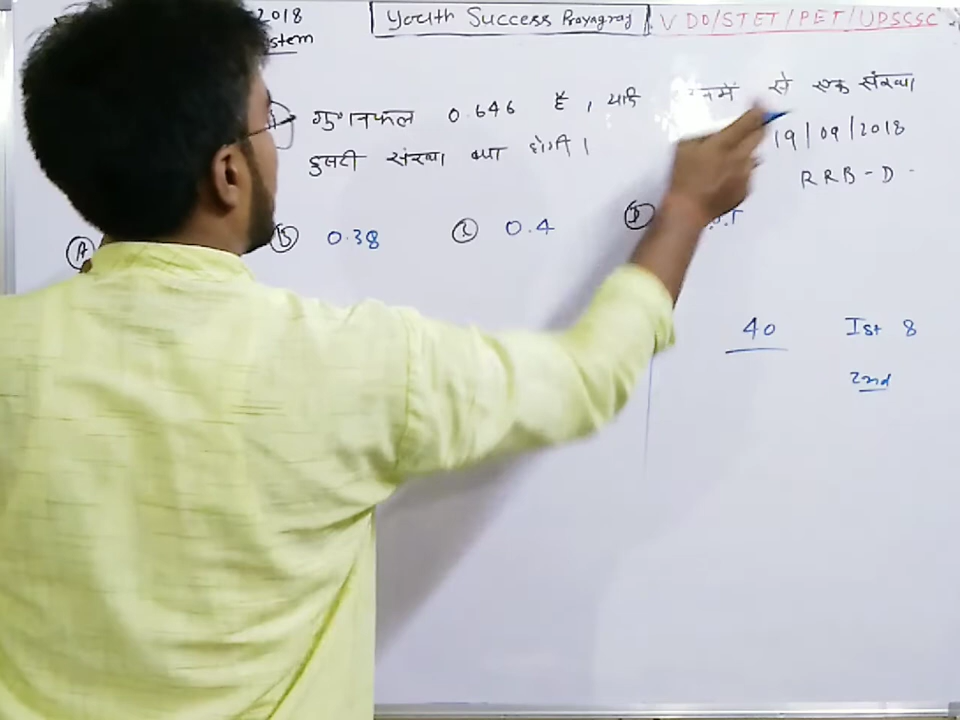 2018 Youth Success Prayagraj VDO/STET/PET/UPSSSC
stem
गुणनफल 0.646 है, यदि से एक संख्या
दुसरी संख्या क्या होगी। 19/09/2018
RRB-D
A B 0.38 C 0.4 D
40 Ist 8
2nd